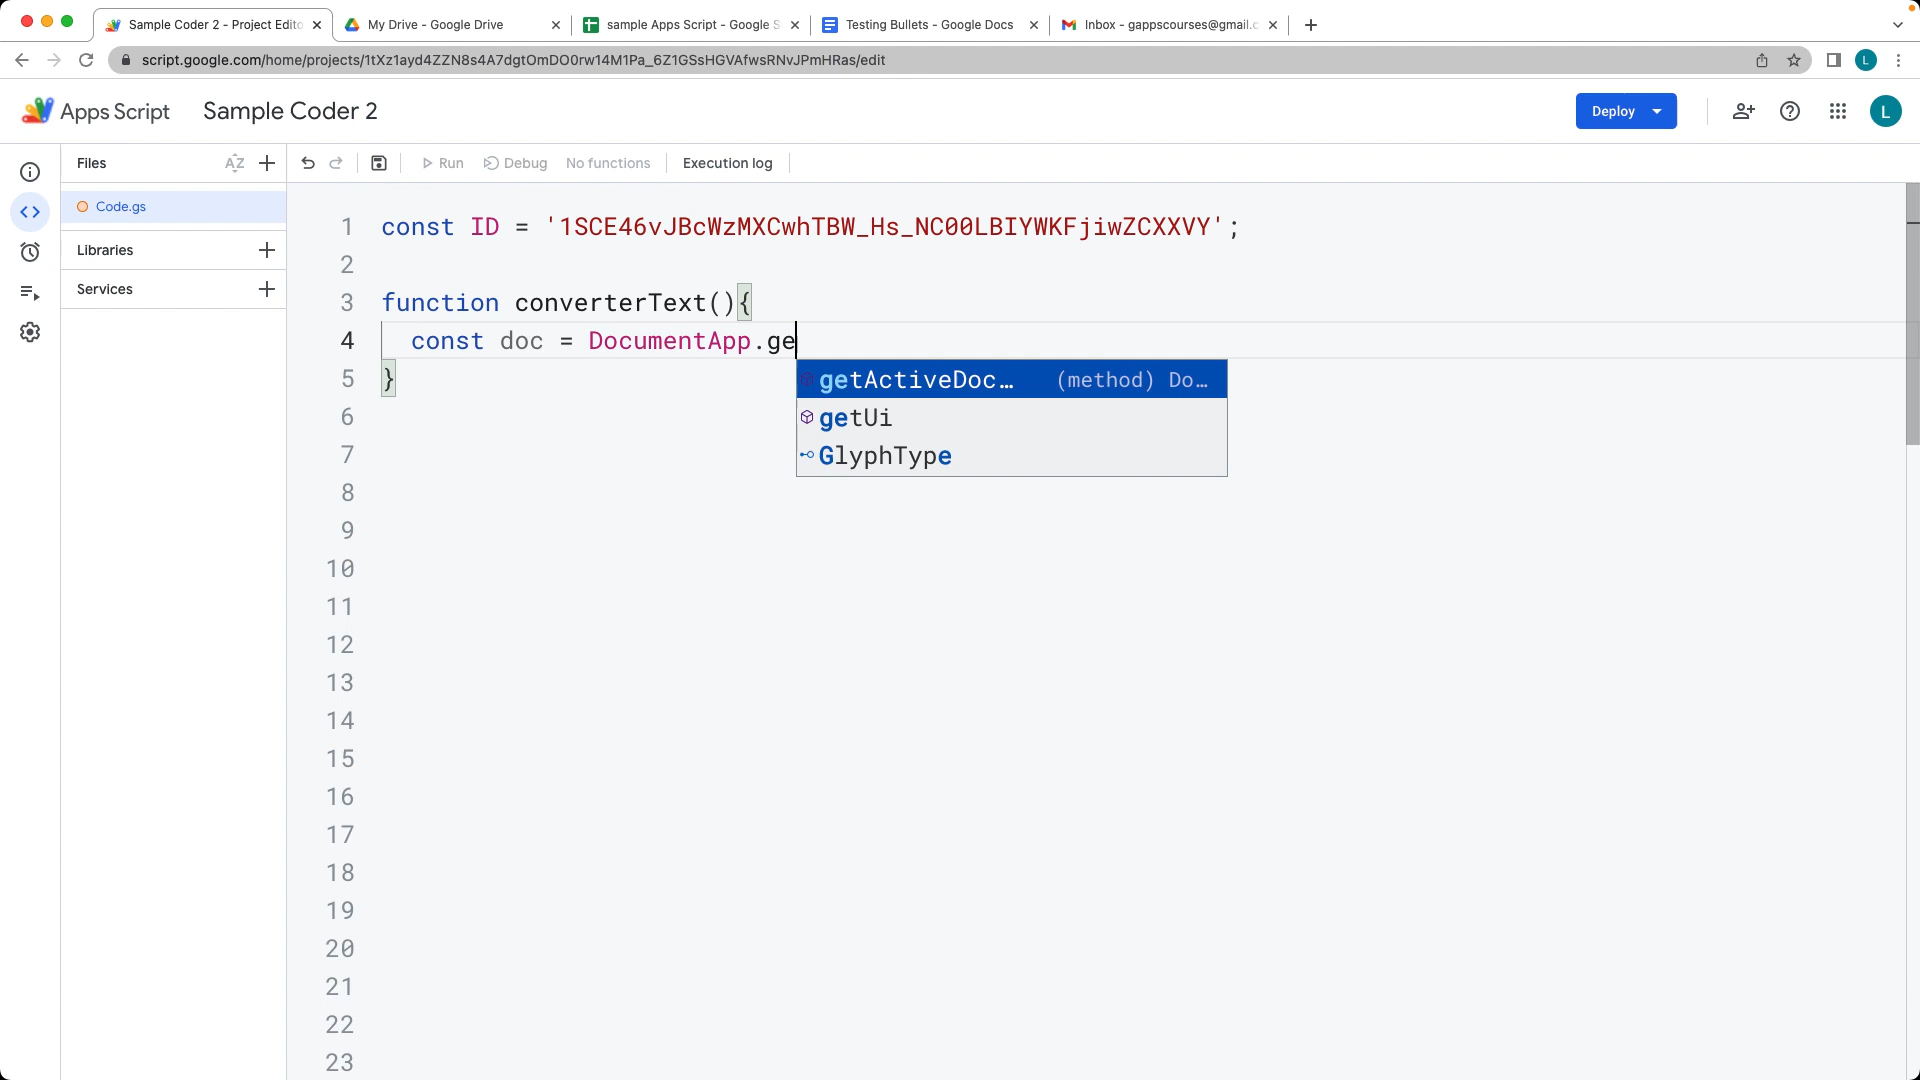 Sample Coder 2 - Project Edito
My Drive - Google Drive
sample Apps Script - Google S
Testing Bullets - Google Docs
Inbox - gappscourses@gmail.c
script.google.com/home/projects/1tXz1ayd4ZZN8s4A7dgtOmDO0rw14M1Pa_6Z1GSsHGVAfwsRNvJPmHRas/edit
L
Apps Script
Sample Coder 2
Deploy
L
Files
AZ
Run
Debug
No functions
Execution log
Code.gs
Libraries
Services
1 const ID = '1SCE46vJBcWzMXCwhTBW_Hs_NC00LBIYWKFjiwZCXXVY';
2
3 function converterText(){
4 const doc = DocumentApp.ge
getActiveDoc… (method) Do…
5 }
6 getUi
7 GlyphType
8
9
10
11
12
13
14
15
16
17
18
19
20
21
22
23